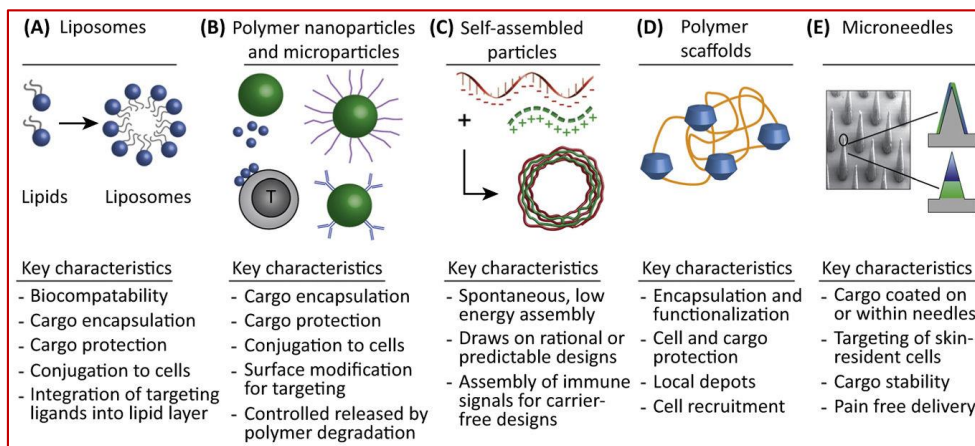 (A) Liposomes
Lipids
Liposomes
Key characteristics
- Biocompatability
- Cargo encapsulation
- Cargo protection
- Conjugation to cells
- Integration of targeting
ligands into lipid layer
(B) Polymer nanoparticles
and microparticles
T
Key characteristics
- Cargo encapsulation
- Cargo protection
- Conjugation to cells
- Surface modification
for targeting
- Controlled released by
polymer degradation
(C) Self-assembled
particles
+
Key characteristics
- Spontaneous, low
energy assembly
- Draws on rational or
predictable designs
- Assembly of immune
signals for carrier-
free designs
(D) Polymer
scaffolds
Key characteristics
- Encapsulation and
functionalization
- Cell and cargo
protection
- Local depots
- Cell recruitment
(E) Microneedles
Key characteristics
- Cargo coated on
or within needles
- Targeting of skin-
resident cells
- Cargo stability
- Pain free delivery